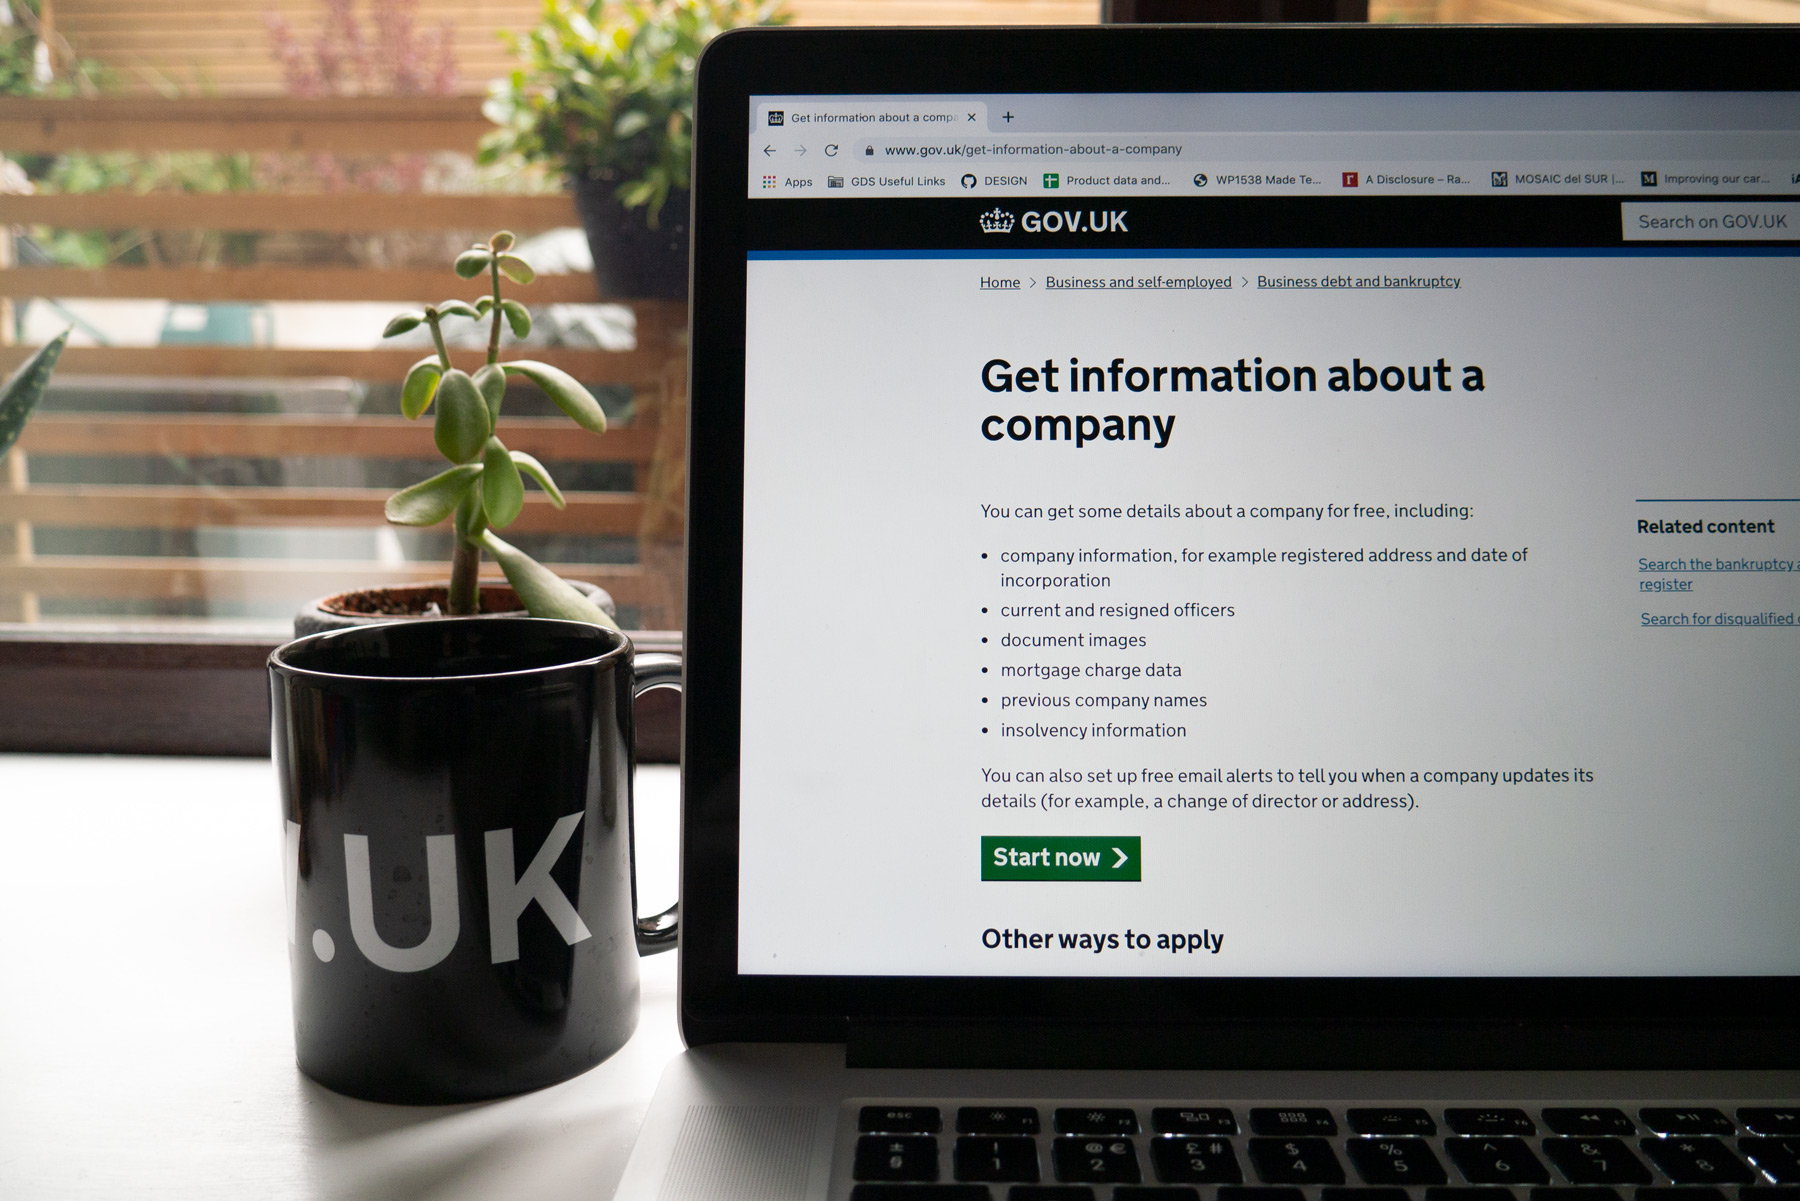 Get information about a compa
www.gov.uk/get-information-about-a-company
Apps GDS Useful Links DESIGN Product data and... WP1538 Made Te... A Disclosure – Ra... MOSAIC del SUR |... Improving our car... iA
GOV.UK
Search on GOV.UK
Home > Business and self-employed > Business debt and bankruptcy
Get information about a
company
You can get some details about a company for free, including:
• company information, for example registered address and date of
incorporation
• current and resigned officers
• document images
• mortgage charge data
• previous company names
• insolvency information
You can also set up free email alerts to tell you when a company updates its
details (for example, a change of director or address).
Start now
Other ways to apply
Related content
Search the bankruptcy a
register
Search for disqualified
.UK
esc F1 F2 F3 F4 F5 F6 F7 F8
± ! @ € £ # $ % ^ & *
§ 1 2 3 4 5 6 7 8